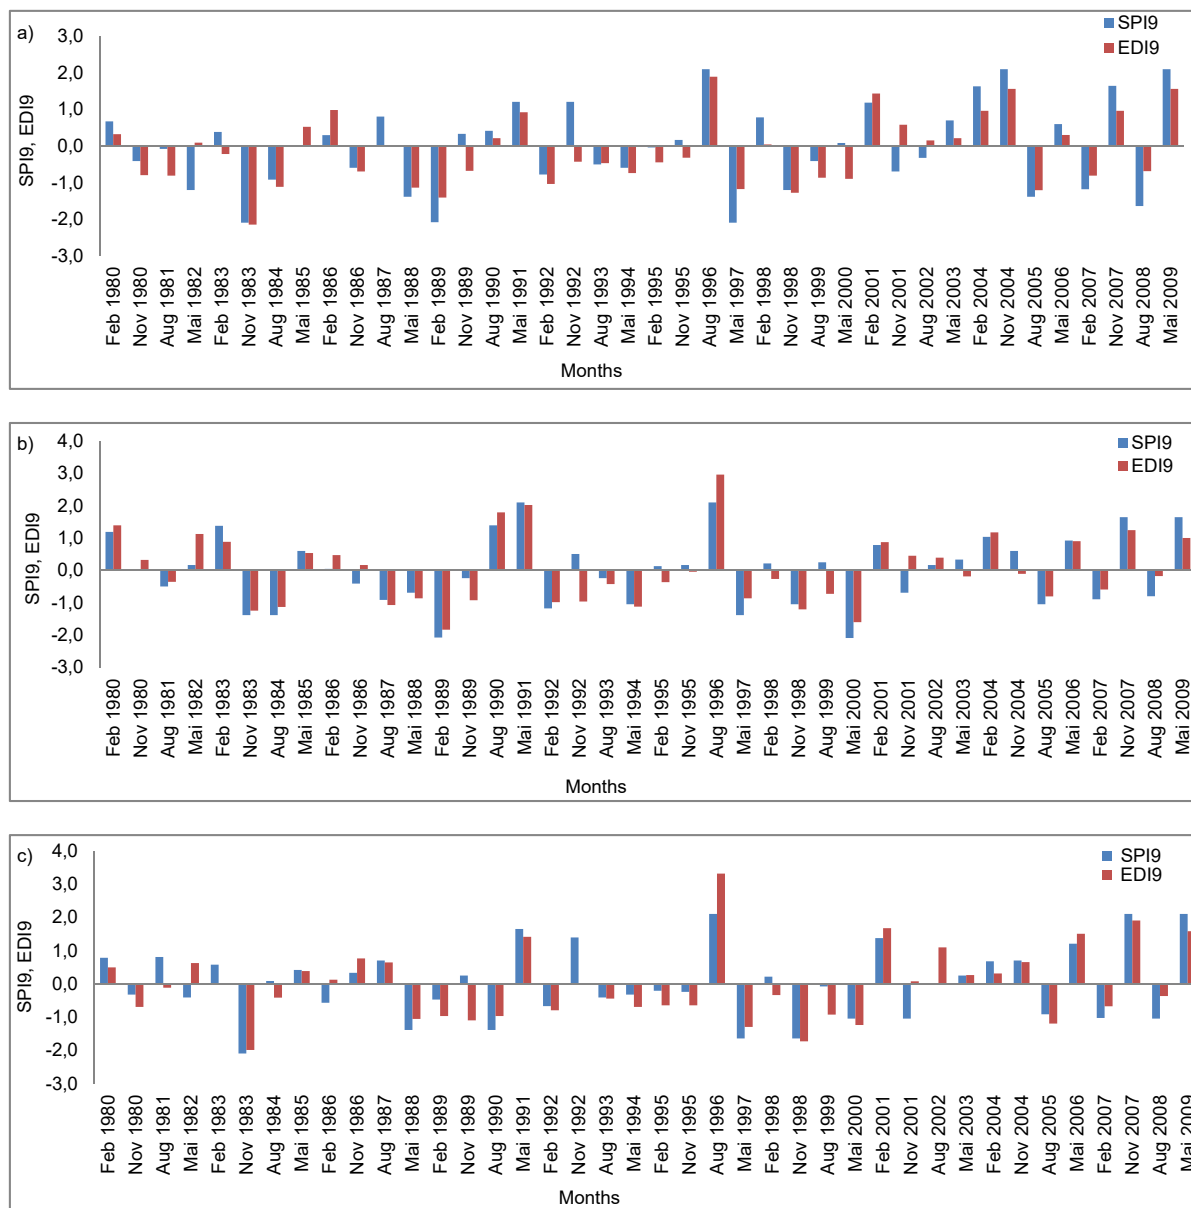 a)
SPI9
EDI9
3,0
2,0
1,0
0,0
-1,0
-2,0
-3,0
SPI9, EDI9
Feb 1980
Nov 1980
Aug 1981
Mai 1982
Feb 1983
Nov 1983
Aug 1984
Mai 1985
Feb 1986
Nov 1986
Aug 1987
Mai 1988
Feb 1989
Nov 1989
Aug 1990
Mai 1991
Feb 1992
Nov 1992
Aug 1993
Mai 1994
Feb 1995
Nov 1995
Aug 1996
Mai 1997
Feb 1998
Nov 1998
Aug 1999
Mai 2000
Feb 2001
Nov 2001
Aug 2002
Mai 2003
Feb 2004
Nov 2004
Aug 2005
Mai 2006
Feb 2007
Nov 2007
Aug 2008
Mai 2009
Months
b)
SPI9
EDI9
4,0
3,0
2,0
1,0
0,0
-1,0
-2,0
-3,0
SPI9, EDI9
Feb 1980
Nov 1980
Aug 1981
Mai 1982
Feb 1983
Nov 1983
Aug 1984
Mai 1985
Feb 1986
Nov 1986
Aug 1987
Mai 1988
Feb 1989
Nov 1989
Aug 1990
Mai 1991
Feb 1992
Nov 1992
Aug 1993
Mai 1994
Feb 1995
Nov 1995
Aug 1996
Mai 1997
Feb 1998
Nov 1998
Aug 1999
Mai 2000
Feb 2001
Nov 2001
Aug 2002
Mai 2003
Feb 2004
Nov 2004
Aug 2005
Mai 2006
Feb 2007
Nov 2007
Aug 2008
Mai 2009
Months
c)
SPI9
EDI9
4,0
3,0
2,0
1,0
0,0
-1,0
-2,0
-3,0
SPI9, EDI9
Feb 1980
Nov 1980
Aug 1981
Mai 1982
Feb 1983
Nov 1983
Aug 1984
Mai 1985
Feb 1986
Nov 1986
Aug 1987
Mai 1988
Feb 1989
Nov 1989
Aug 1990
Mai 1991
Feb 1992
Nov 1992
Aug 1993
Mai 1994
Feb 1995
Nov 1995
Aug 1996
Mai 1997
Feb 1998
Nov 1998
Aug 1999
Mai 2000
Feb 2001
Nov 2001
Aug 2002
Mai 2003
Feb 2004
Nov 2004
Aug 2005
Mai 2006
Feb 2007
Nov 2007
Aug 2008
Mai 2009
Months